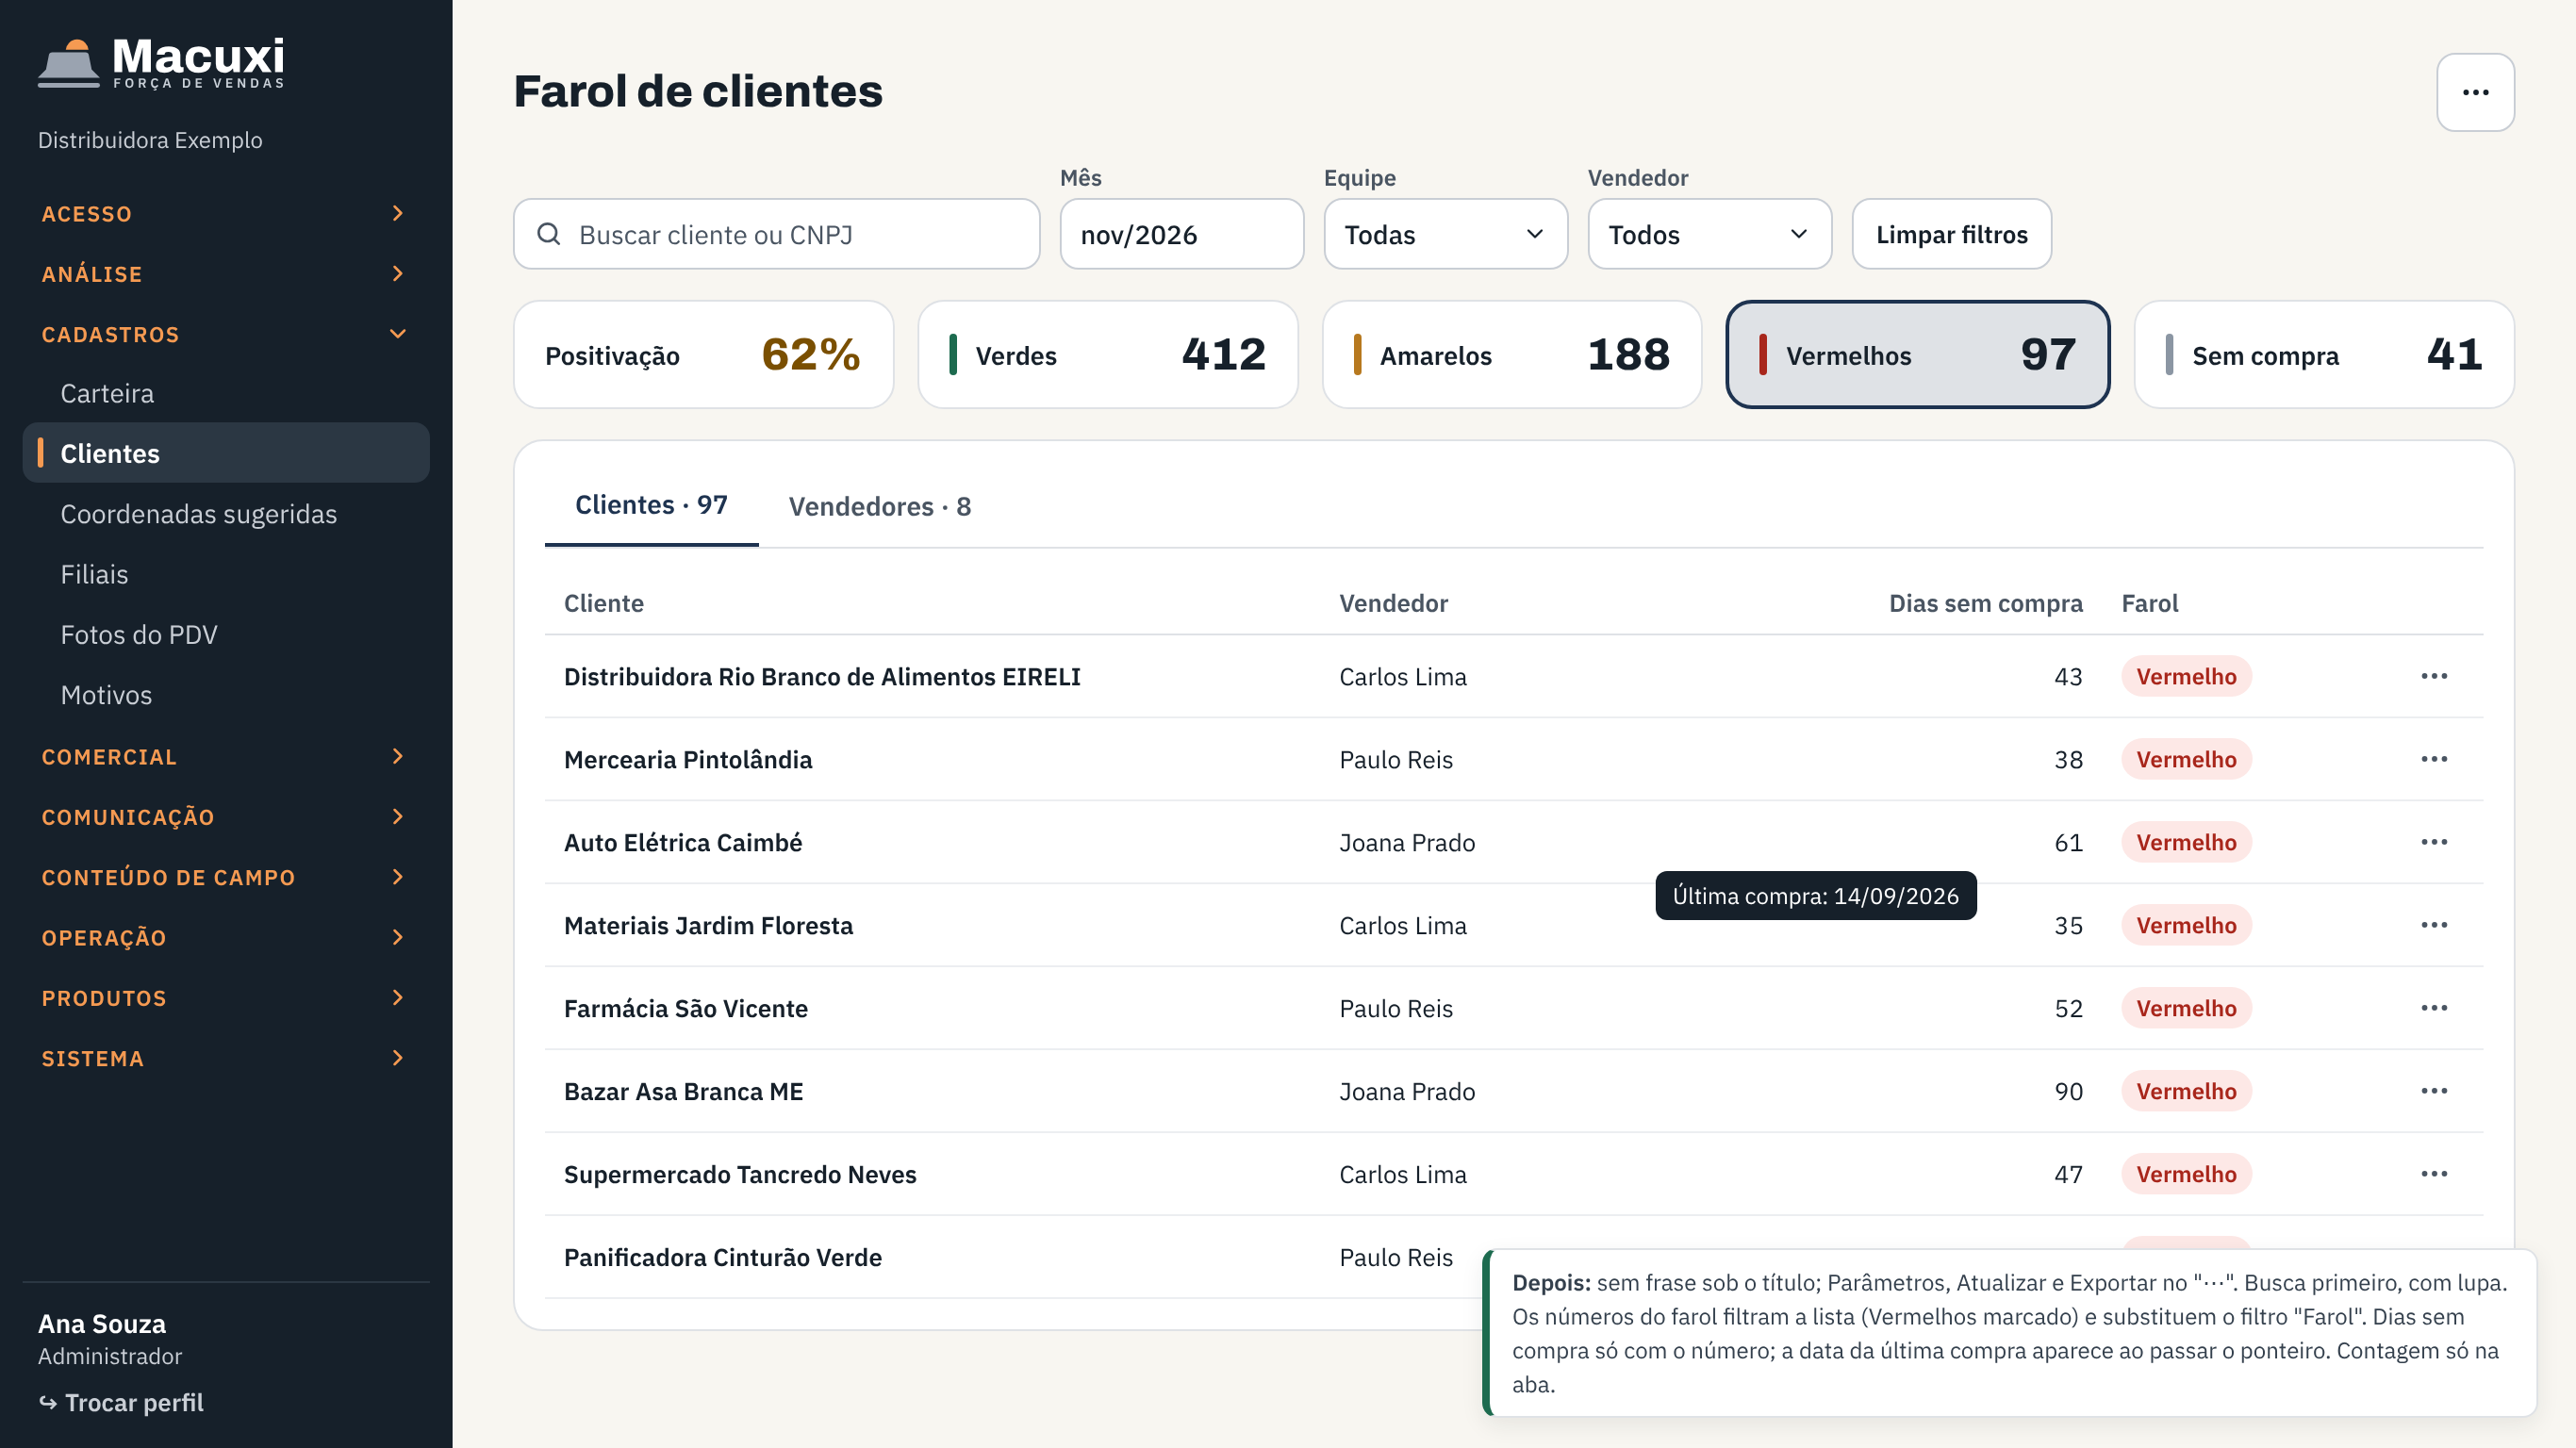 Macuxi
FORÇA DE VENDAS
Distribuidora Exemplo
ACESSO
ANÁLISE
CADASTROS
Carteira
Clientes
Coordenadas sugeridas
Filiais
Fotos do PDV
Motivos
COMERCIAL
COMUNICAÇÃO
CONTEÚDO DE CAMPO
OPERAÇÃO
PRODUTOS
SISTEMA
Ana Souza
Administrador
↪ Trocar perfil
Farol de clientes
Mês Equipe Vendedor
Buscar cliente ou CNPJ nov/2026 Todas Todos Limpar filtros
Positivação 62% Verdes 412 Amarelos 188 Vermelhos 97 Sem compra 41
Clientes · 97 Vendedores · 8
Cliente Vendedor Dias sem compra Farol
Distribuidora Rio Branco de Alimentos EIRELI Carlos Lima 43 Vermelho
Mercearia Pintolândia Paulo Reis 38 Vermelho
Auto Elétrica Caimbé Joana Prado 61 Vermelho
Última compra: 14/09/2026
Materiais Jardim Floresta Carlos Lima 35 Vermelho
Farmácia São Vicente Paulo Reis 52 Vermelho
Bazar Asa Branca ME Joana Prado 90 Vermelho
Supermercado Tancredo Neves Carlos Lima 47 Vermelho
Panificadora Cinturão Verde Paulo Reis
Depois: sem frase sob o título; Parâmetros, Atualizar e Exportar no "⋯". Busca primeiro, com lupa.
Os números do farol filtram a lista (Vermelhos marcado) e substituem o filtro "Farol". Dias sem
compra só com o número; a data da última compra aparece ao passar o ponteiro. Contagem só na
aba.